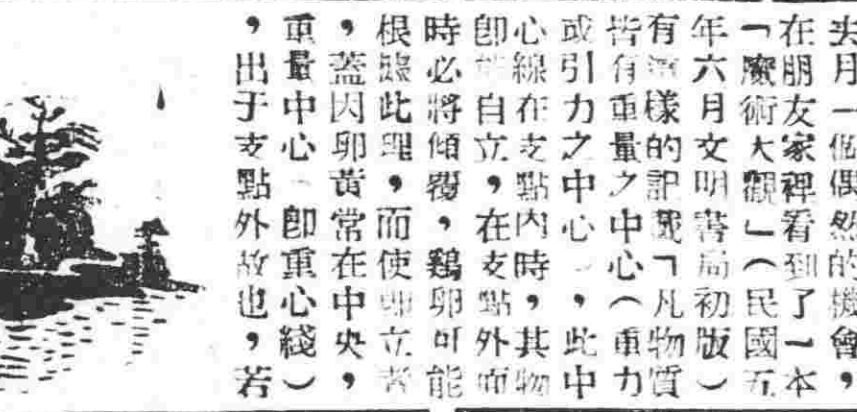 夫月一個偶然的機會，
在朋友家裡看到了一本
「魔術大觀」（民國五
年六月文明書局初版）
有這樣的記載「凡物質
皆有重量之中心（重力
或引力之中心），此中
心線在支點內時，其物
卽能自立，在支點外而
時必將傾覆，鷄卵可能
根據此理，而使卵立者
，蓋因卵黃常在中央，
重量中心（卽重心綫）
，出于支點外故也，若